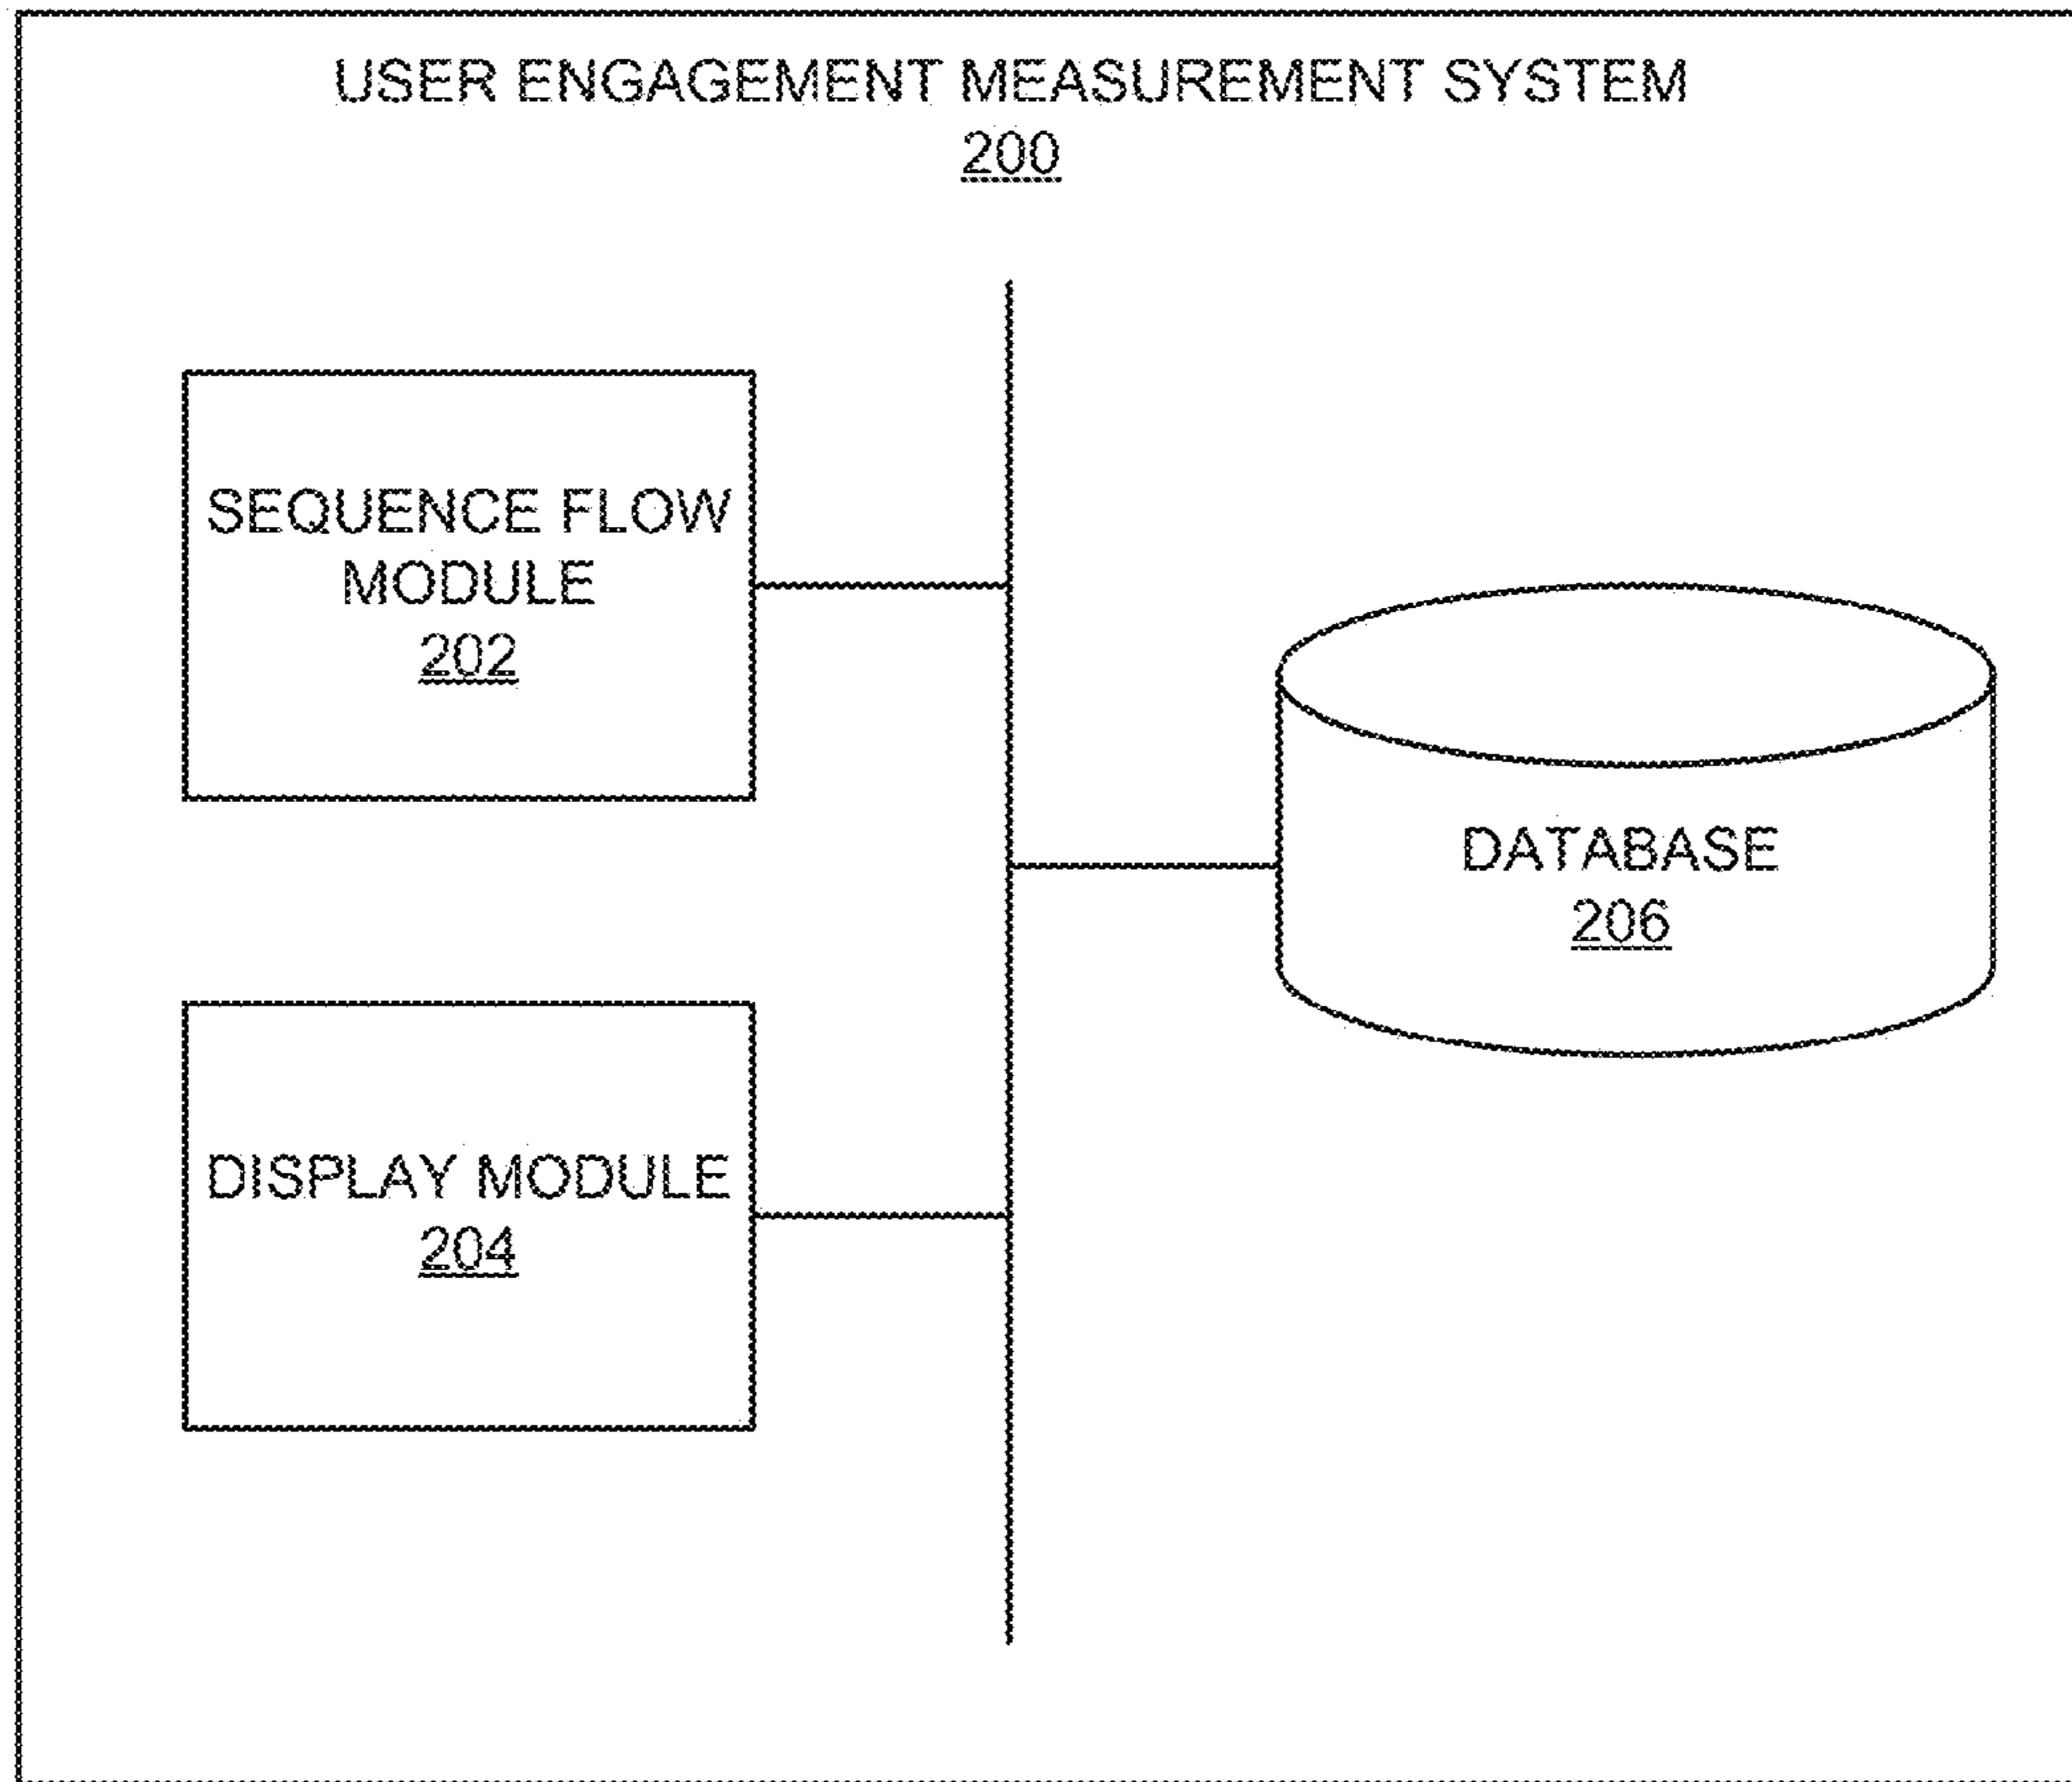 USER ENGAGEMENT MEASUREMENT SYSTEM
200
SEQUENCE FLOW
MODULE
202
DATABASE
206
DISPLAY MODULE
204